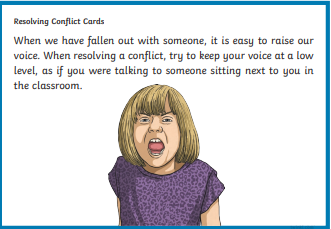 Resolving Conflict Cards
When we have fallen out with someone, it is easy to raise our
voice. When resolving a conflict, try to keep your voice at a low
level, as if you were talking to someone sitting next to you in
the classroom.